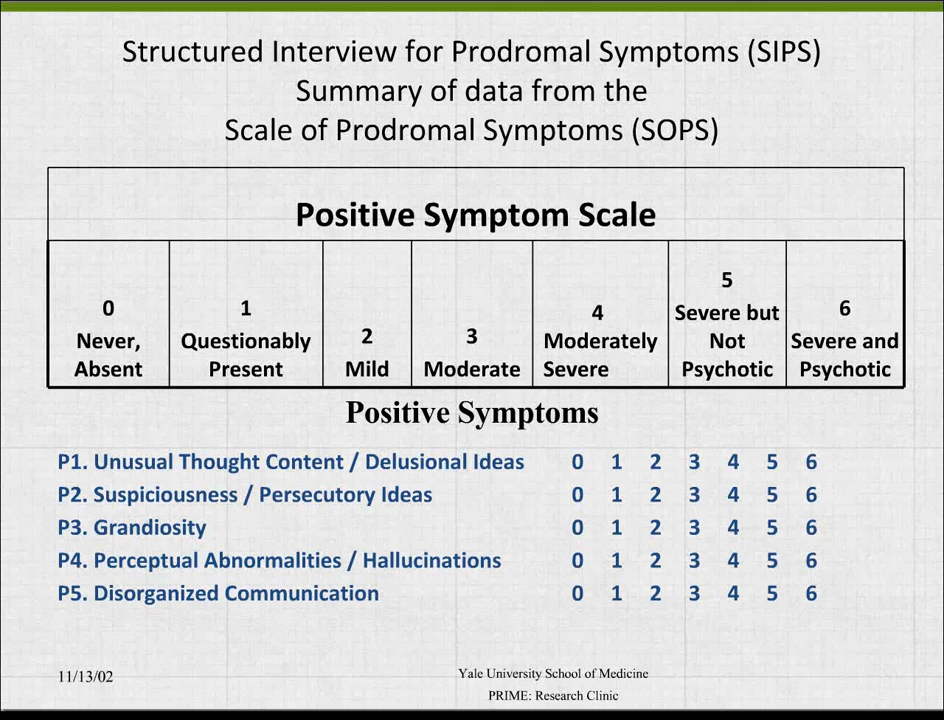 Structured Interview for Prodromal Symptoms (SIPS)
Summary of data from the
Scale of Prodromal Symptoms (SOPS)
Positive Symptom Scale
0
Never,
Absent
1
Questionably
Present
2
Mild
3
Moderate
4
Moderately
Severe
5
Severe but
Not
Psychotic
6
Severe and
Psychotic
Positive Symptoms
P1. Unusual Thought Content / Delusional Ideas 0 1 2 3 4 5 6
P2. Suspiciousness / Persecutory Ideas 0 1 2 3 4 5 6
P3. Grandiosity 0 1 2 3 4 5 6
P4. Perceptual Abnormalities / Hallucinations 0 1 2 3 4 5 6
P5. Disorganized Communication 0 1 2 3 4 5 6
11/13/02
Yale University School of Medicine
PRIME: Research Clinic